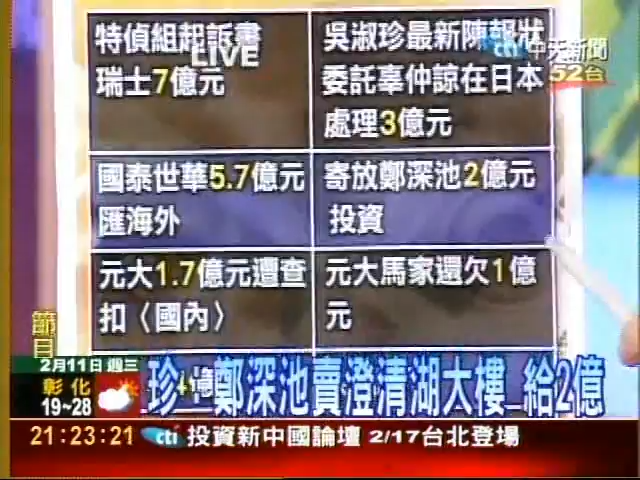 特偵組起訴書
瑞士7億元
LIVE
吳淑珍最新陳報狀
委託辜仲諒在日本
處理3億元
cti 中天新聞
52台
國泰世華5.7億元
匯海外
寄放鄭深池2億元
投資
元大1.7億元遭查
扣〈國內〉
元大馬家還欠1億
元
節目
2月11日 週三
彰化
19~28
鄭深池賣澄清湖大樓 給2億
21:23:21
cti 投資新中國論壇 2/17台北登場